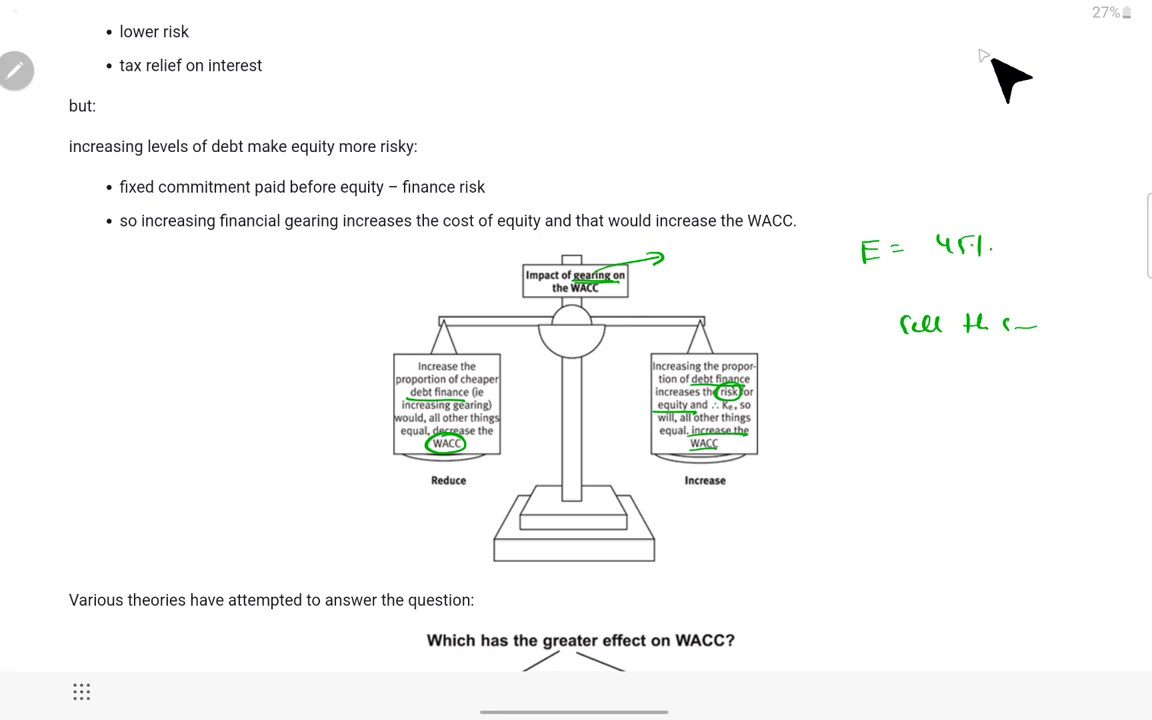 27%
• lower risk
• tax relief on interest
but:
increasing levels of debt make equity more risky:
• fixed commitment paid before equity – finance risk
• so increasing financial gearing increases the cost of equity and that would increase the WACC.
E = 45%.
Impact of gearing on
the WACC
sell th
Increase the
proportion of cheaper
debt finance (ie
increasing gearing)
would, all other things
equal, decrease the
WACC
Increasing the propor-
tion of debt finance
increases the risk for
equity and ∴ Ke, so
will, all other things
equal, increase the
WACC
Reduce
Increase
Various theories have attempted to answer the question:
Which has the greater effect on WACC?